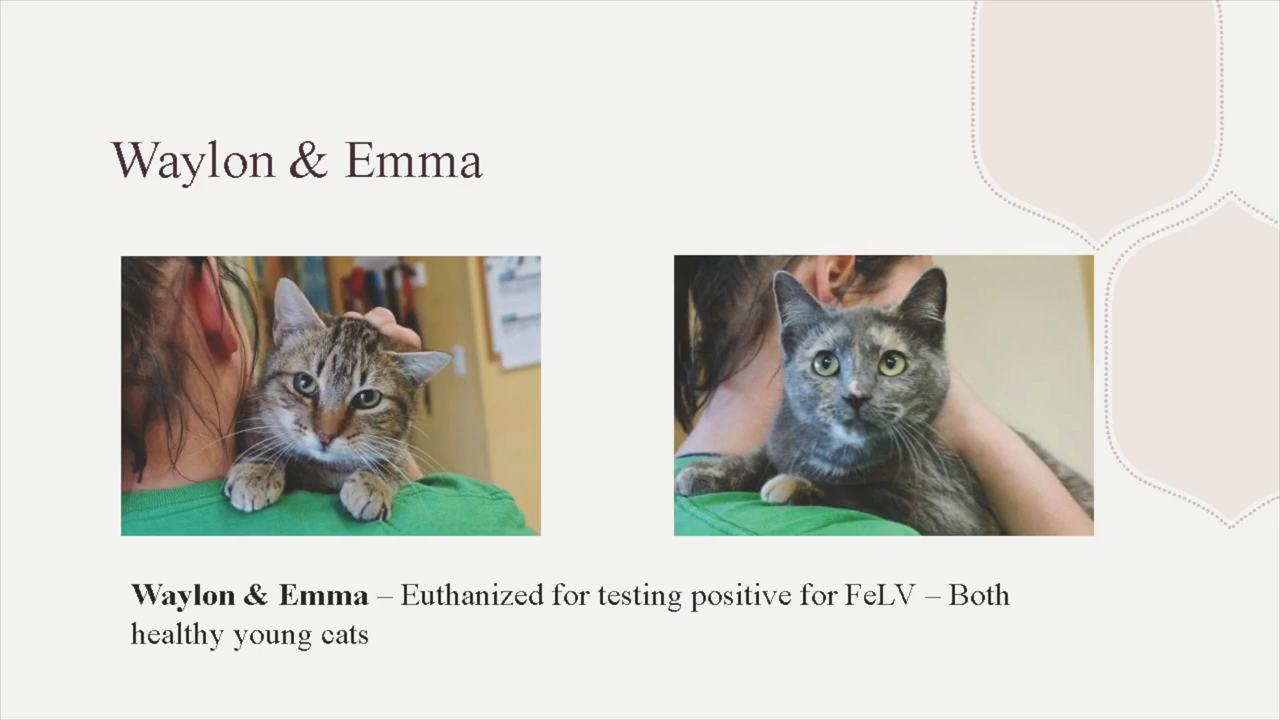 Waylon & Emma
Waylon & Emma – Euthanized for testing positive for FeLV – Both
healthy young cats